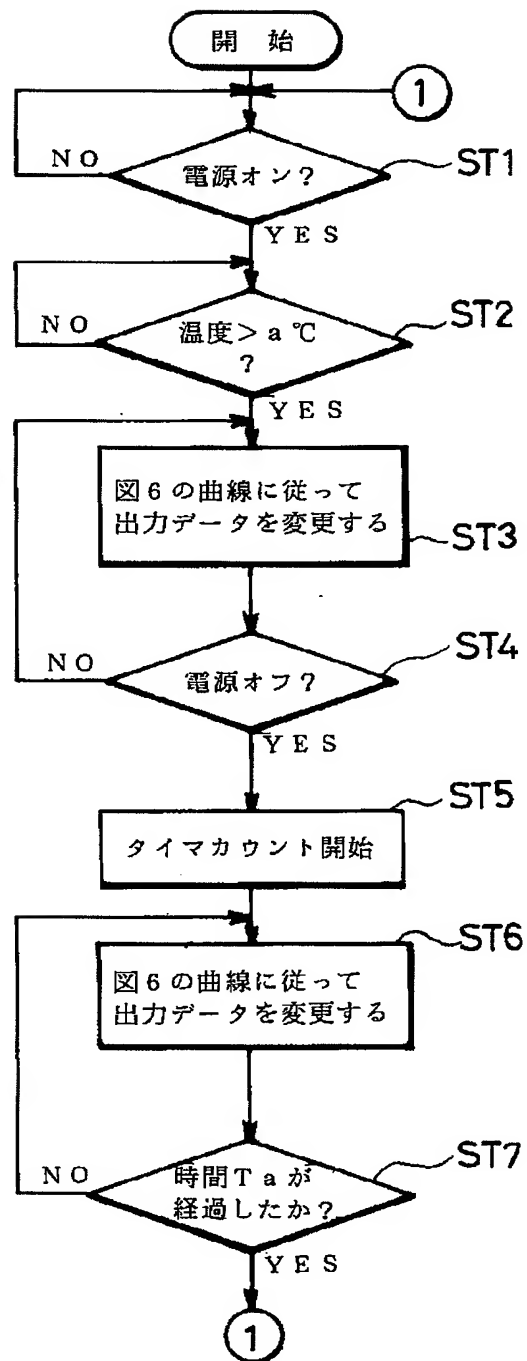 開 始
1
NO
電源オン?
ST1
YES
NO
温度>a℃
?
ST2
YES
図6の曲線に従って
出力データを変更する
ST3
NO
電源オフ?
ST4
YES
ST5
タイマカウント開始
ST6
図6の曲線に従って
出力データを変更する
NO
時間Taが
経過したか?
ST7
YES
1